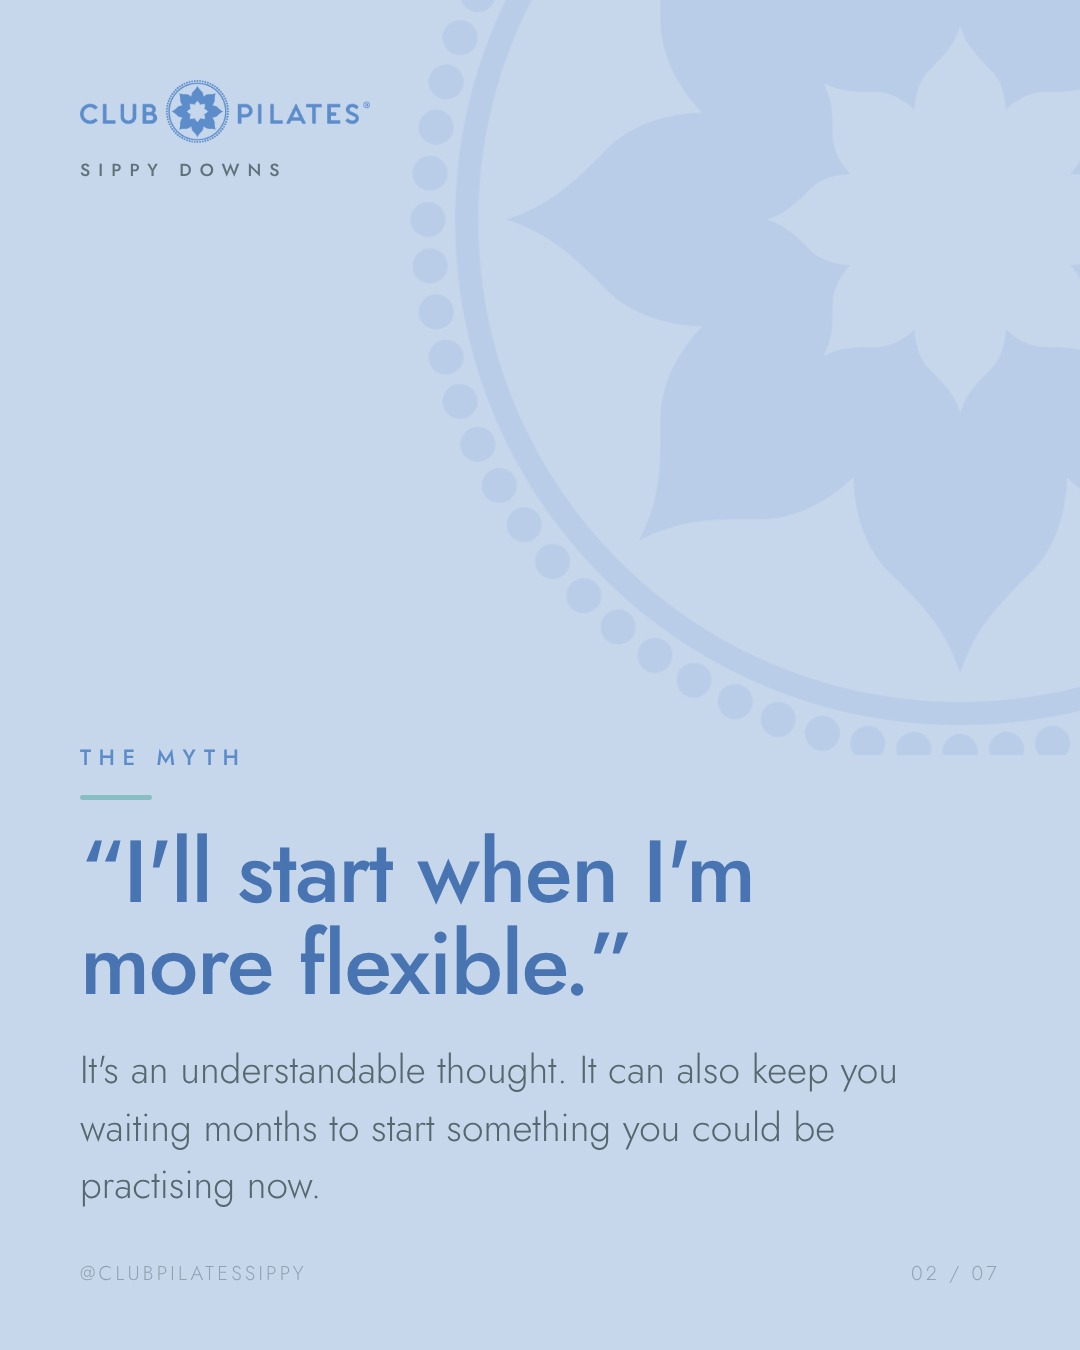 CLUB PILATES®
SIPPY DOWNS
THE MYTH
“I'll start when I'm
more flexible.”
It's an understandable thought. It can also keep you
waiting months to start something you could be
practising now.
@CLUBPILATESSIPPY
02 / 07